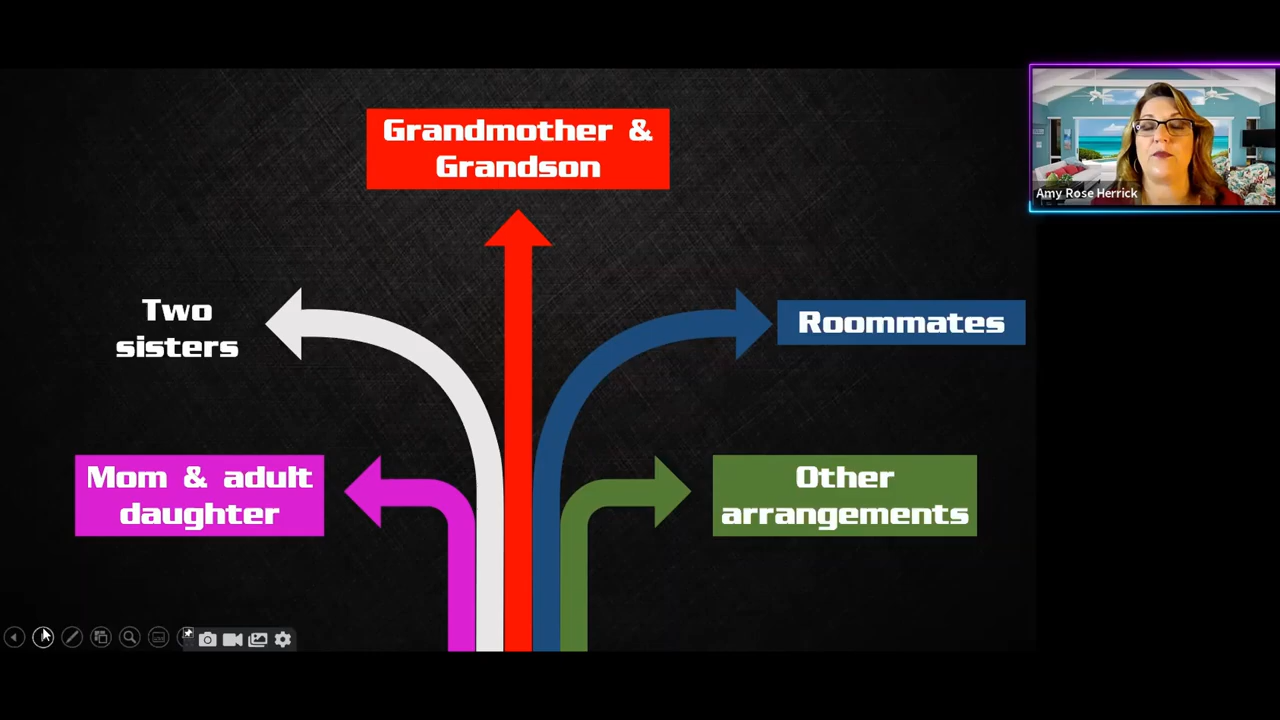 Grandmother &
Grandson
Amy Rose Herrick
Two
sisters
Roommates
Mom & adult
daughter
Other
arrangements